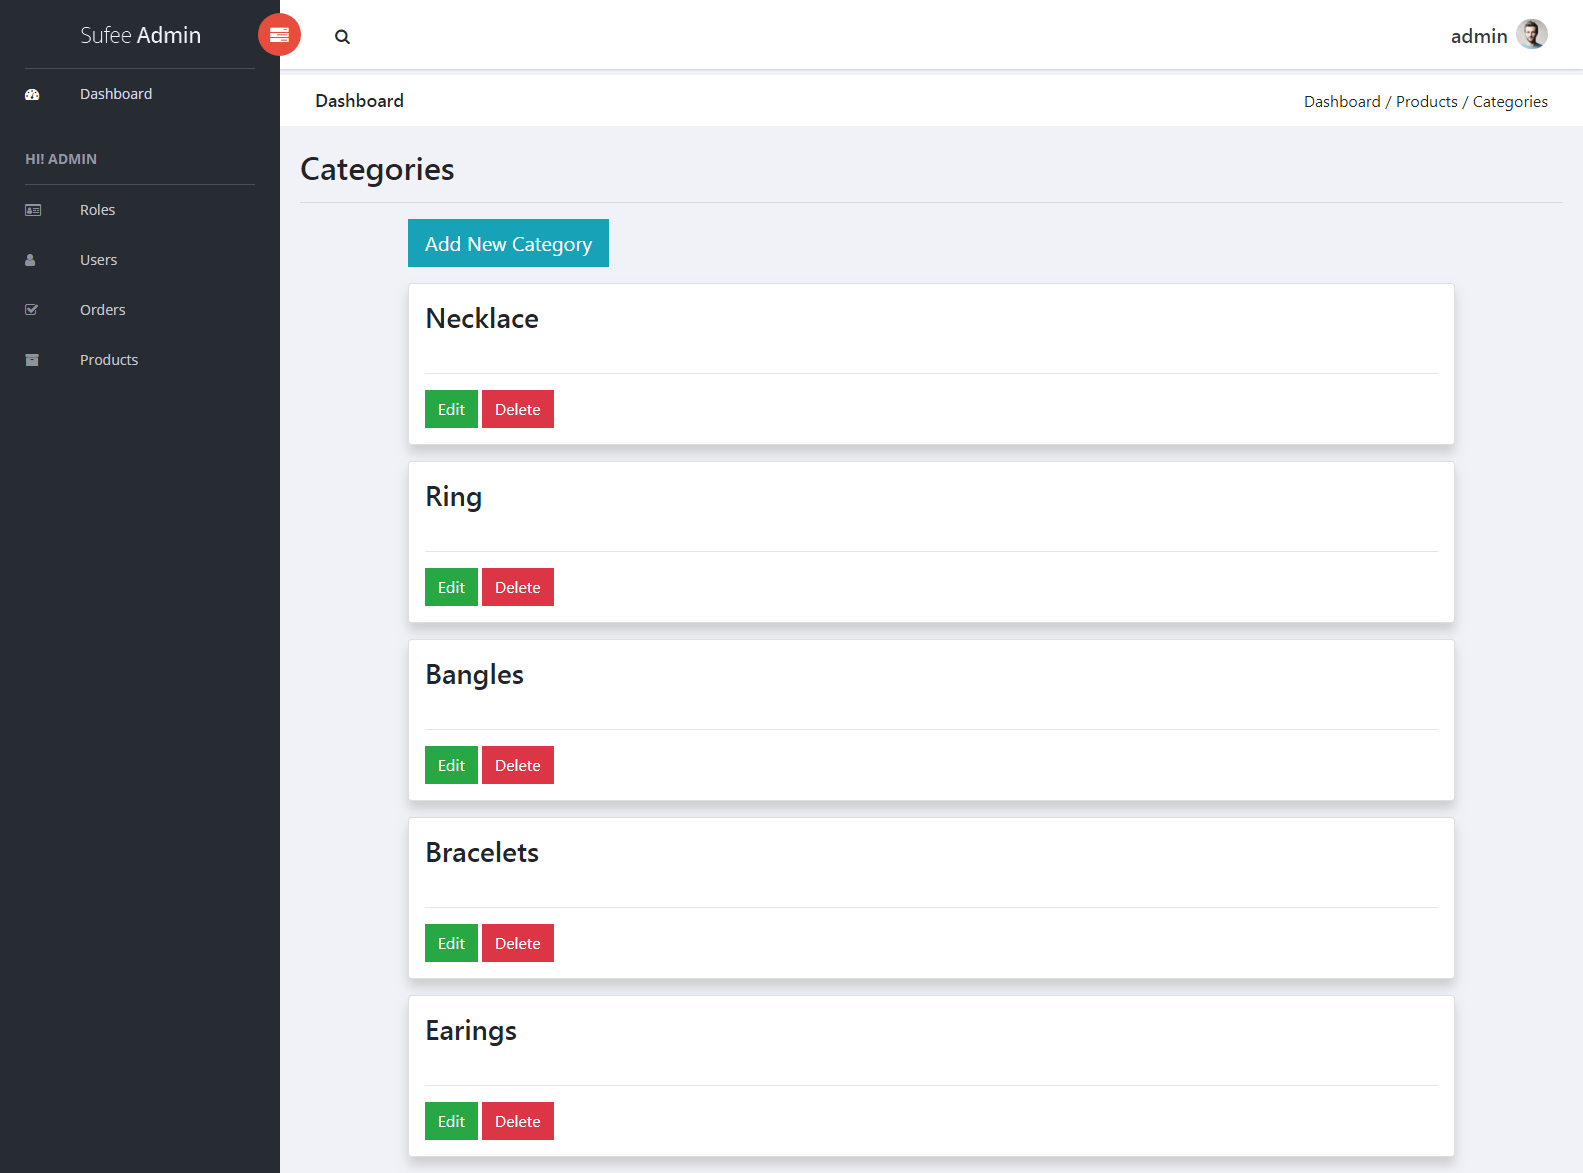 Sufee Admin
admin
Dashboard
HI! ADMIN
Roles
Users
Orders
Products
Dashboard
Dashboard / Products / Categories
Categories
Add New Category
Necklace
Edit Delete
Ring
Edit Delete
Bangles
Edit Delete
Bracelets
Edit Delete
Earings
Edit Delete